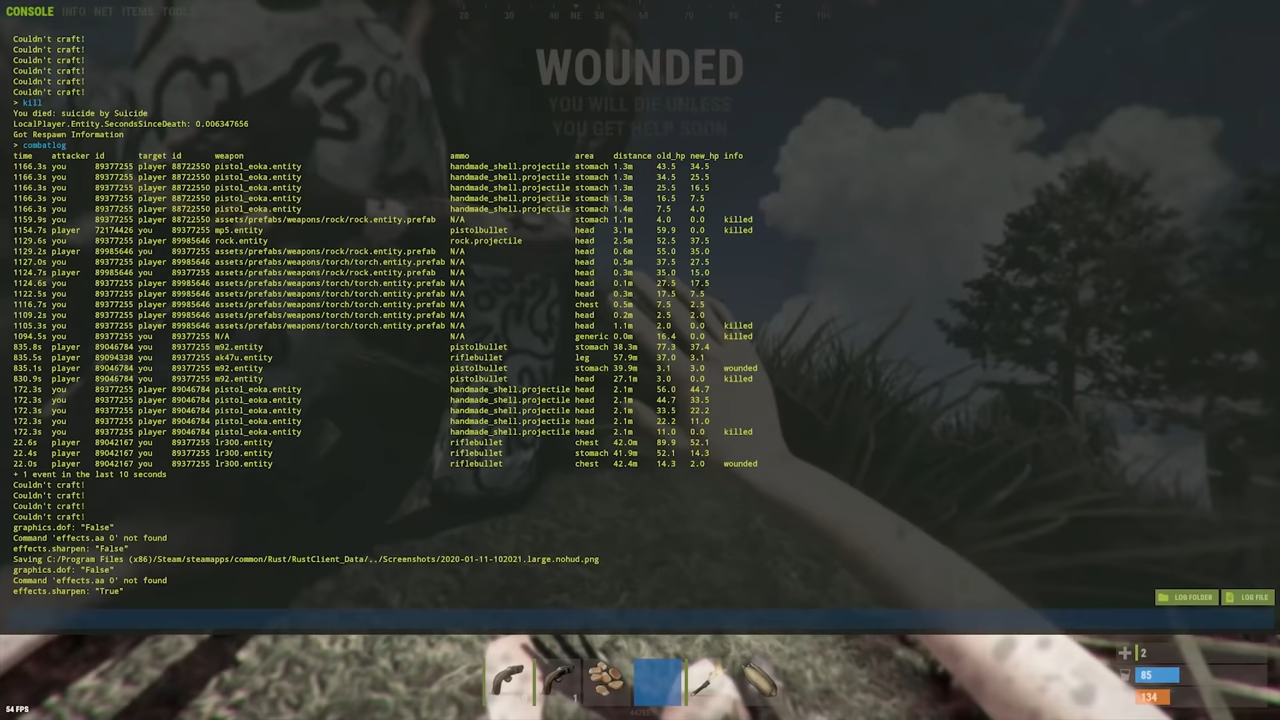 CONSOLE INFO NET ITEMS TOOLS
20 30 40 NE 50 60 70 80 E 100
WOUNDED
YOU WILL DIE UNLESS
YOU GET HELP SOON
Couldn't craft!
Couldn't craft!
Couldn't craft!
Couldn't craft!
Couldn't craft!
Couldn't craft!
> kill
You died: suicide by Suicide
LocalPlayer.Entity.SecondsSinceDeath: 0.006347656
Got Respawn Information
> combatlog
time attacker id target id weapon ammo area distance old_hp new_hp info
1166.3s you 89377255 player 88722550 pistol_eoka.entity handmade_shell.projectile stomach 1.3m 43.5 34.5
1166.3s you 89377255 player 88722550 pistol_eoka.entity handmade_shell.projectile stomach 1.3m 34.5 25.5
1166.3s you 89377255 player 88722550 pistol_eoka.entity handmade_shell.projectile stomach 1.3m 25.5 16.5
1166.3s you 89377255 player 88722550 pistol_eoka.entity handmade_shell.projectile stomach 1.3m 16.5 7.5
1166.3s you 89377255 player 88722550 pistol_eoka.entity handmade_shell.projectile stomach 1.4m 7.5 4.0
1159.9s you 89377255 player 88722550 assets/prefabs/weapons/rock/rock.entity.prefab N/A stomach 1.1m 4.0 0.0 killed
1154.7s player 72174426 you 89377255 mp5.entity pistolbullet head 3.1m 59.9 0.0 killed
1129.6s you 89377255 player 89985646 rock.entity rock.projectile head 2.5m 52.5 37.5
1129.2s player 89985646 you 89377255 assets/prefabs/weapons/rock/rock.entity.prefab N/A head 0.6m 55.0 35.0
1127.0s you 89377255 player 89985646 assets/prefabs/weapons/torch/torch.entity.prefab N/A head 0.5m 37.5 27.5
1124.7s player 89985646 you 89377255 assets/prefabs/weapons/rock/rock.entity.prefab N/A head 0.3m 35.0 15.0
1124.6s you 89377255 player 89985646 assets/prefabs/weapons/torch/torch.entity.prefab N/A head 0.1m 27.5 17.5
1122.5s you 89377255 player 89985646 assets/prefabs/weapons/torch/torch.entity.prefab N/A head 0.3m 17.5 7.5
1116.7s you 89377255 player 89985646 assets/prefabs/weapons/torch/torch.entity.prefab N/A chest 0.5m 7.5 2.5
1109.2s you 89377255 player 89985646 assets/prefabs/weapons/torch/torch.entity.prefab N/A head 0.2m 2.5 2.0
1105.3s you 89377255 player 89985646 assets/prefabs/weapons/torch/torch.entity.prefab N/A head 1.1m 2.0 0.0 killed
1094.5s you 89377255 you 89377255 N/A N/A generic 0.0m 16.4 0.0 killed
835.8s player 89046784 you 89377255 m92.entity pistolbullet stomach 38.3m 77.3 37.4
835.5s player 89094338 you 89377255 ak47u.entity riflebullet leg 57.9m 37.0 3.1
835.1s player 89046784 you 89377255 m92.entity pistolbullet stomach 39.9m 3.1 3.0 wounded
830.9s player 89046784 you 89377255 m92.entity pistolbullet head 27.1m 3.0 0.0 killed
172.3s you 89377255 player 89046784 pistol_eoka.entity handmade_shell.projectile head 2.1m 56.0 44.7
172.3s you 89377255 player 89046784 pistol_eoka.entity handmade_shell.projectile head 2.1m 44.7 33.5
172.3s you 89377255 player 89046784 pistol_eoka.entity handmade_shell.projectile head 2.1m 33.5 22.2
172.3s you 89377255 player 89046784 pistol_eoka.entity handmade_shell.projectile head 2.1m 22.2 11.0
172.3s you 89377255 player 89046784 pistol_eoka.entity handmade_shell.projectile head 2.1m 11.0 0.0 killed
22.6s player 89042167 you 89377255 lr300.entity riflebullet chest 42.0m 89.9 52.1
22.4s player 89042167 you 89377255 lr300.entity riflebullet stomach 41.9m 52.1 14.3
22.0s player 89042167 you 89377255 lr300.entity riflebullet chest 42.4m 14.3 2.0 wounded
+ 1 event in the last 10 seconds
Couldn't craft!
Couldn't craft!
Couldn't craft!
Couldn't craft!
graphics.dof: "False"
Command 'effects.aa 0' not found
effects.sharpen: "False"
Saving C:/Program Files (x86)/Steam/steamapps/common/Rust/RustClient_Data/../Screenshots/2020-01-11-102021.large.nohud.png
graphics.dof: "False"
Command 'effects.aa 0' not found
effects.sharpen: "True"
LOG FOLDER LOG FILE
2
85
134
1
54 FPS